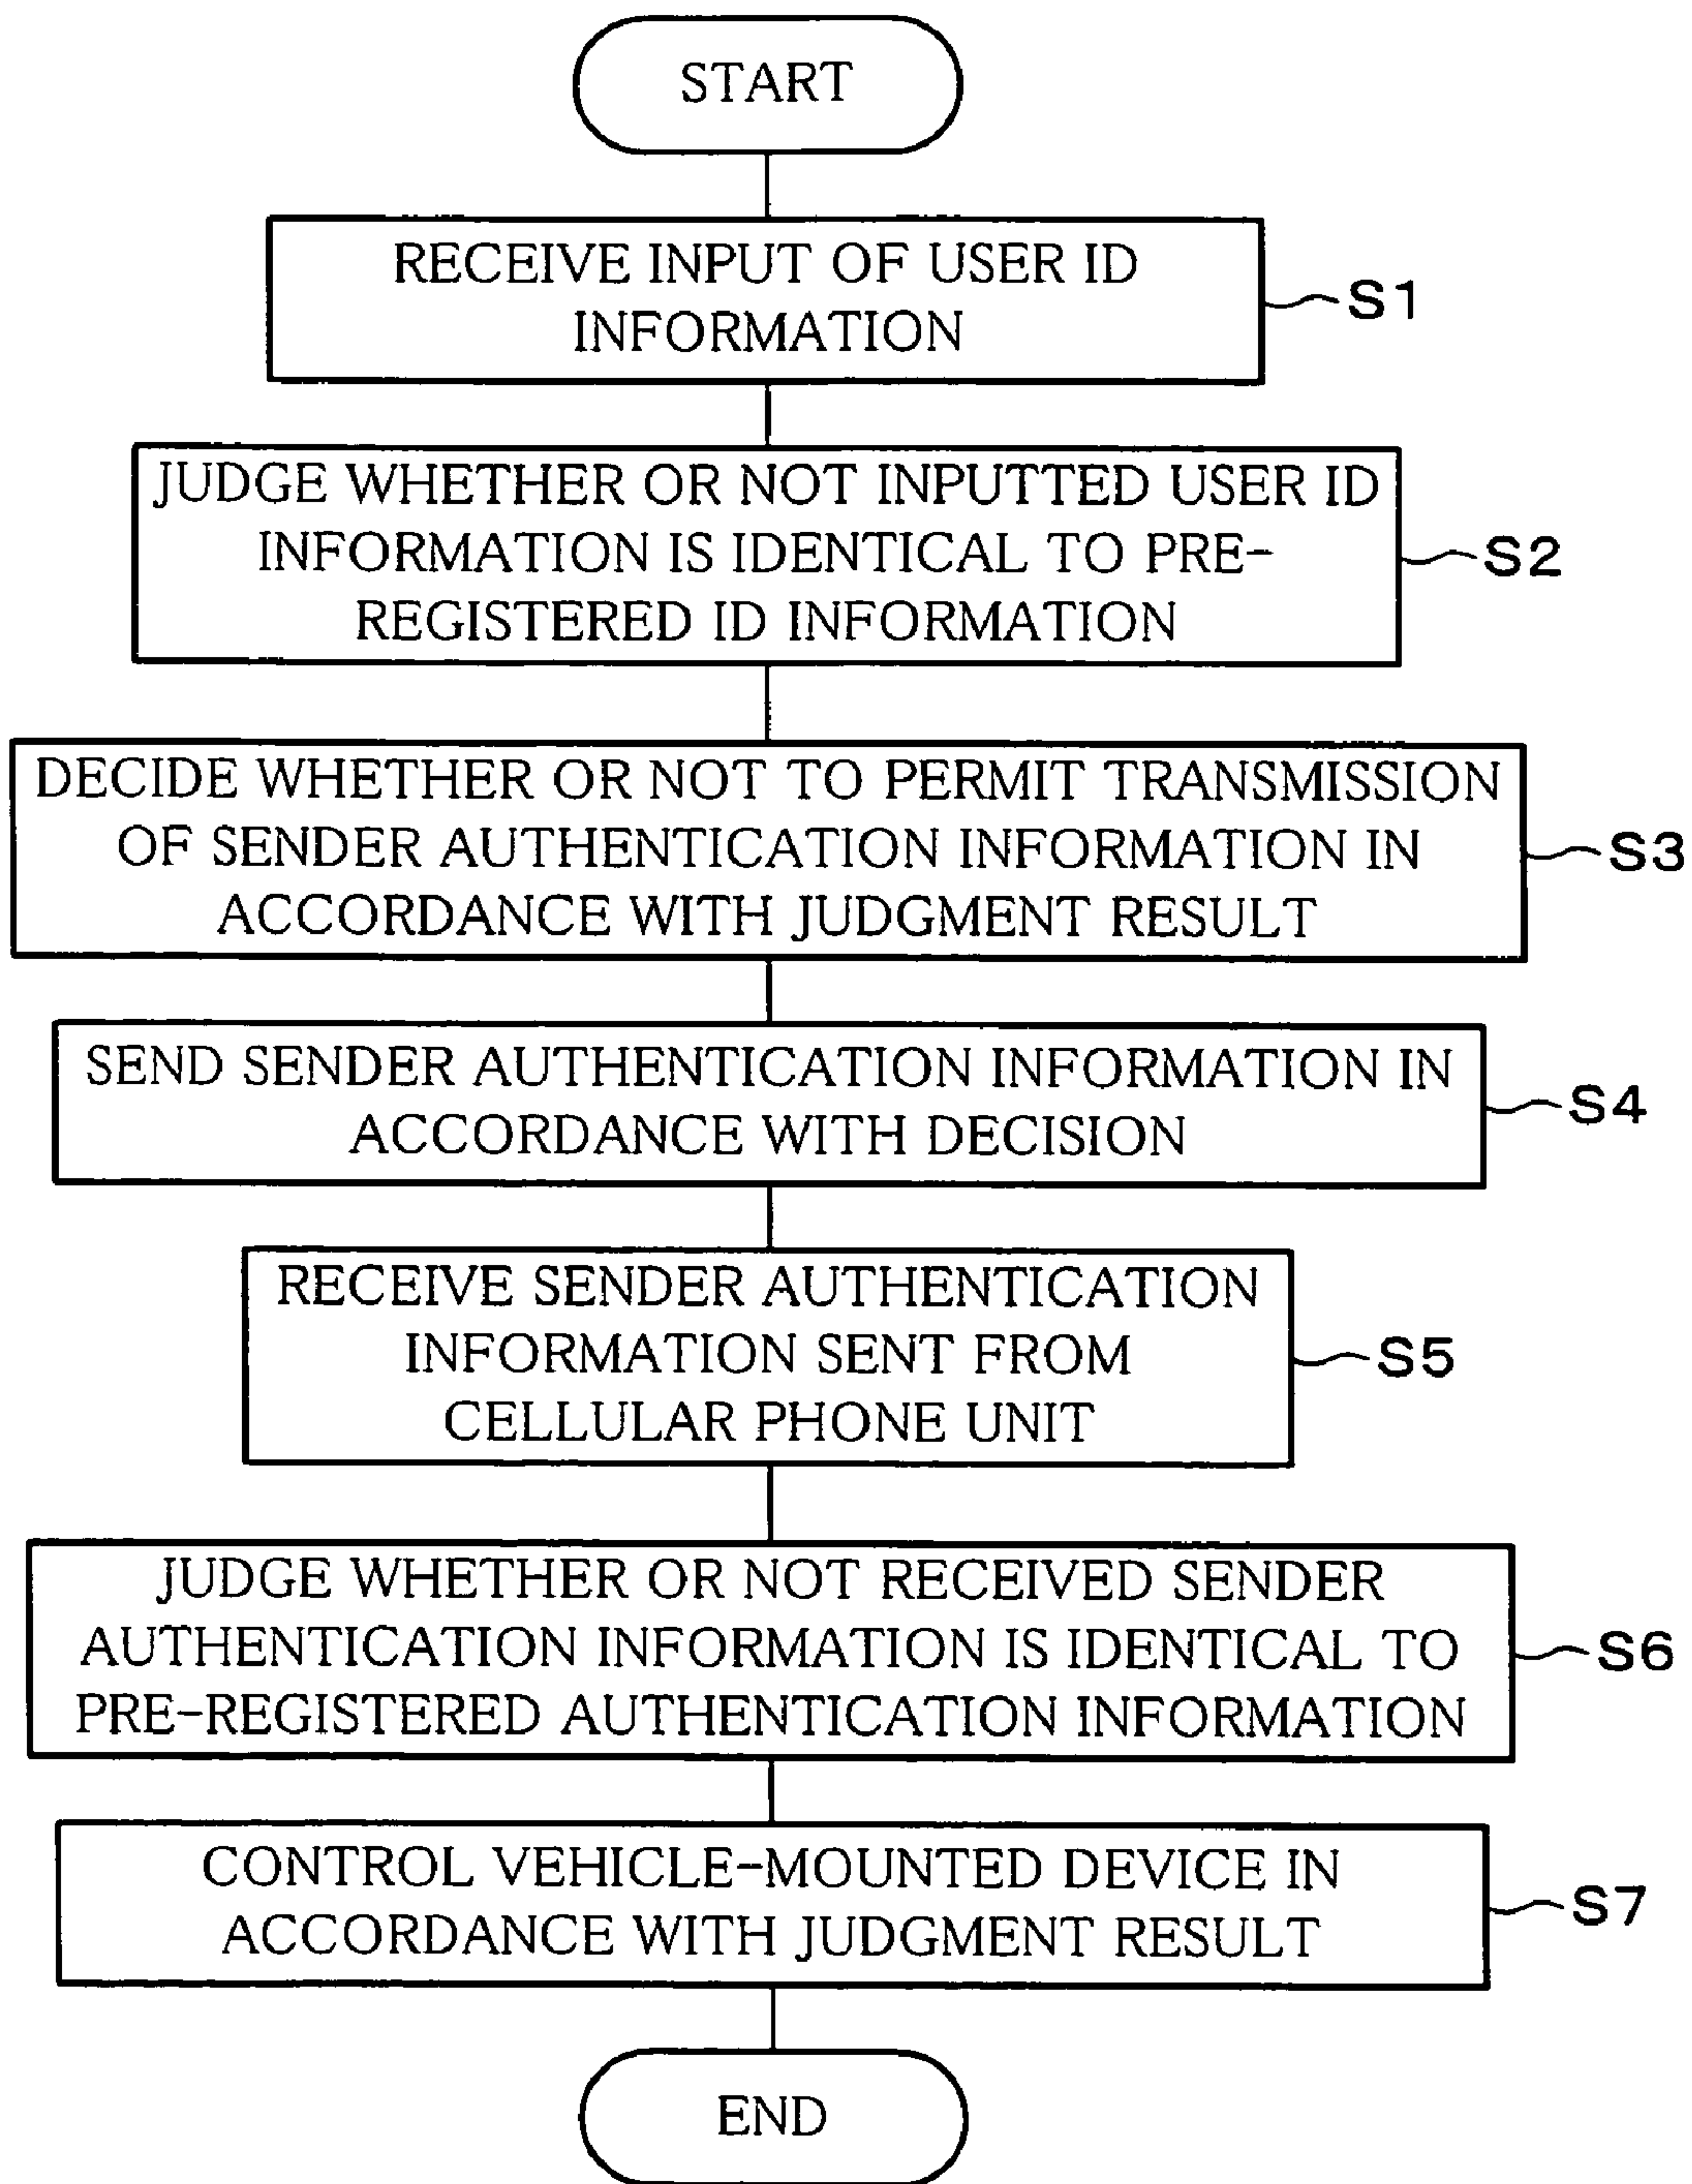 START
RECEIVE INPUT OF USER ID
INFORMATION
S1
JUDGE WHETHER OR NOT INPUTTED USER ID
INFORMATION IS IDENTICAL TO PRE-
REGISTERED ID INFORMATION
S2
DECIDE WHETHER OR NOT TO PERMIT TRANSMISSION
OF SENDER AUTHENTICATION INFORMATION IN
ACCORDANCE WITH JUDGMENT RESULT
S3
SEND SENDER AUTHENTICATION INFORMATION IN
ACCORDANCE WITH DECISION
S4
RECEIVE SENDER AUTHENTICATION
INFORMATION SENT FROM
CELLULAR PHONE UNIT
S5
JUDGE WHETHER OR NOT RECEIVED SENDER
AUTHENTICATION INFORMATION IS IDENTICAL TO
PRE-REGISTERED AUTHENTICATION INFORMATION
S6
CONTROL VEHICLE-MOUNTED DEVICE IN
ACCORDANCE WITH JUDGMENT RESULT
S7
END